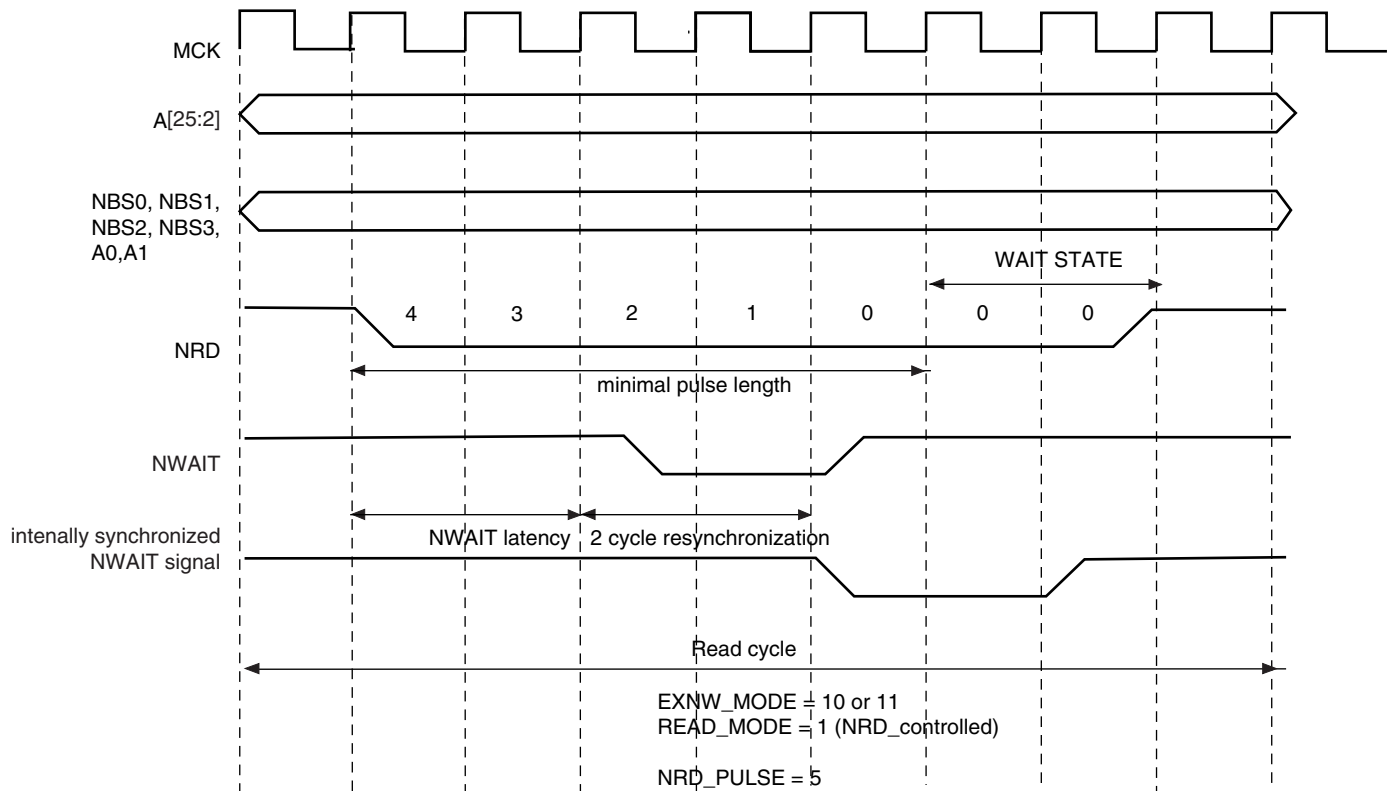 MCK
A[25:2]
NBS0, NBS1,
NBS2, NBS3,
A0,A1
WAIT STATE
4 3 2 1 0 0 0
NRD
minimal pulse length
NWAIT
intenally synchronized
NWAIT signal
NWAIT latency 2 cycle resynchronization
Read cycle
EXNW_MODE = 10 or 11
READ_MODE = 1 (NRD_controlled)
NRD_PULSE = 5